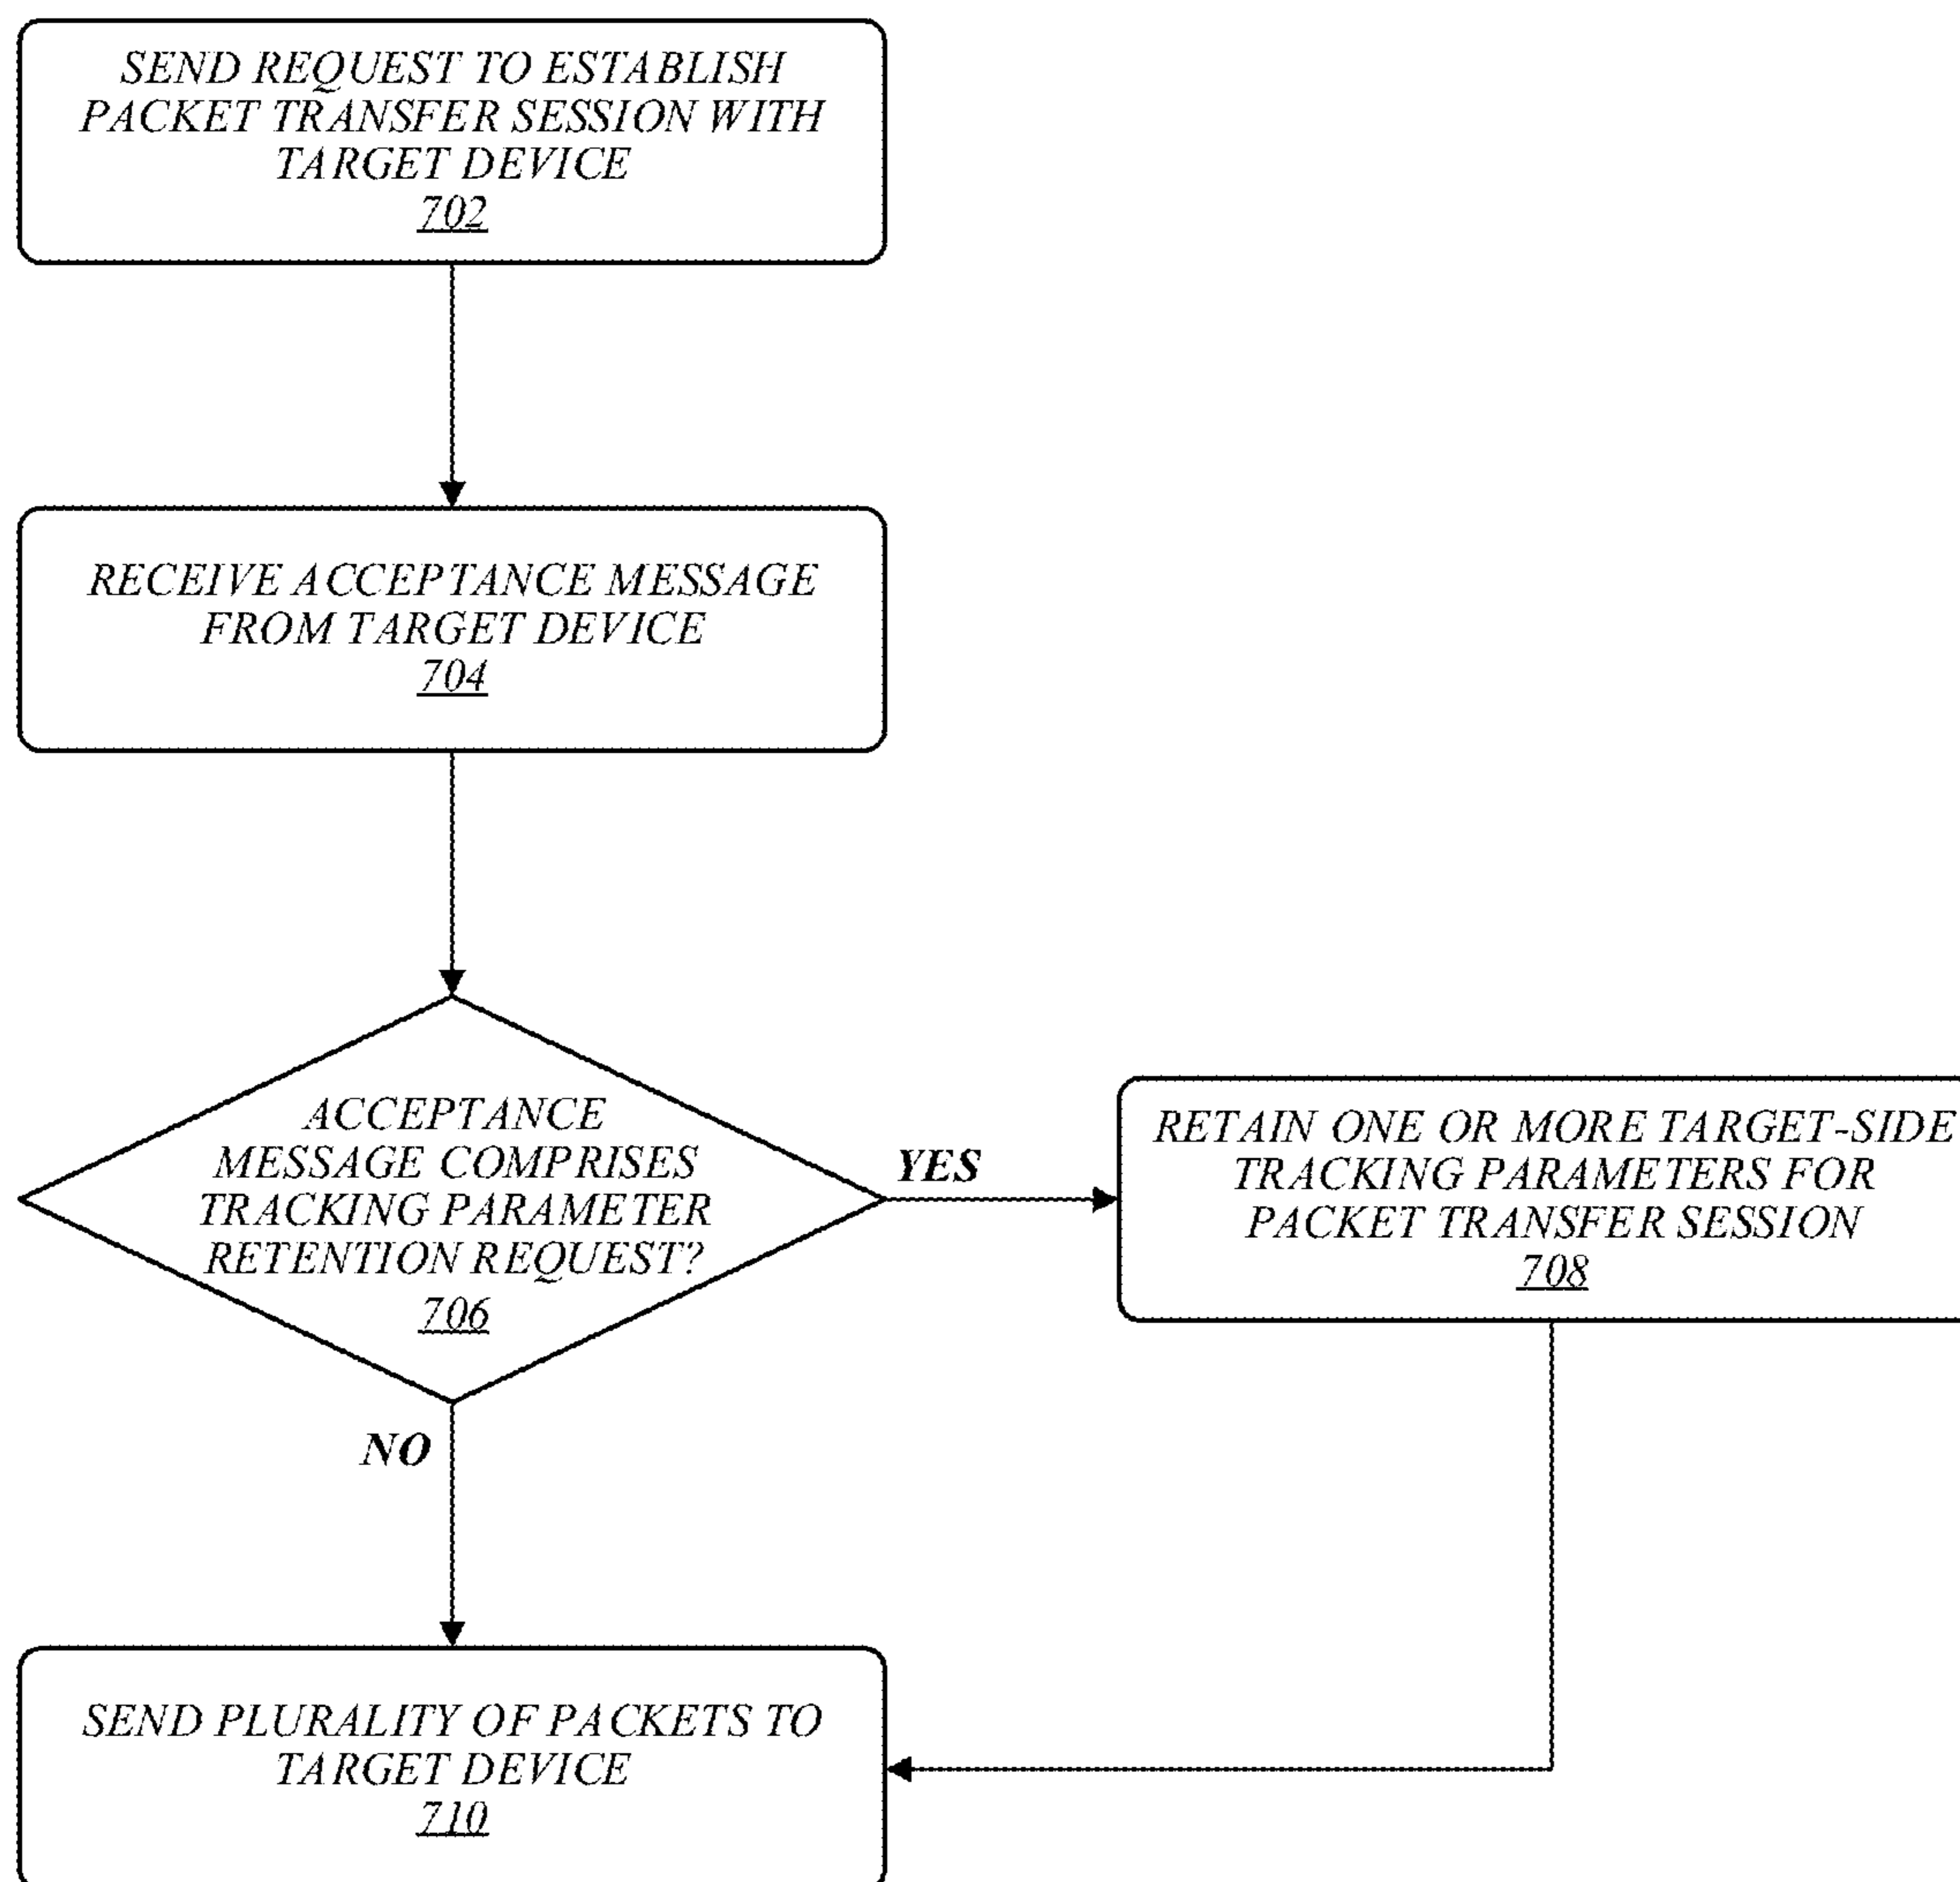 SEND REQUEST TO ESTABLISH
PACKET TRANSFER SESSION WITH
TARGET DEVICE
702
RECEIVE ACCEPTANCE MESSAGE
FROM TARGET DEVICE
704
ACCEPTANCE
MESSAGE COMPRISES
TRACKING PARAMETER
RETENTION REQUEST?
706
YES
RETAIN ONE OR MORE TARGET-SIDE
TRACKING PARAMETERS FOR
PACKET TRANSFER SESSION
708
NO
SEND PLURALITY OF PACKETS TO
TARGET DEVICE
710